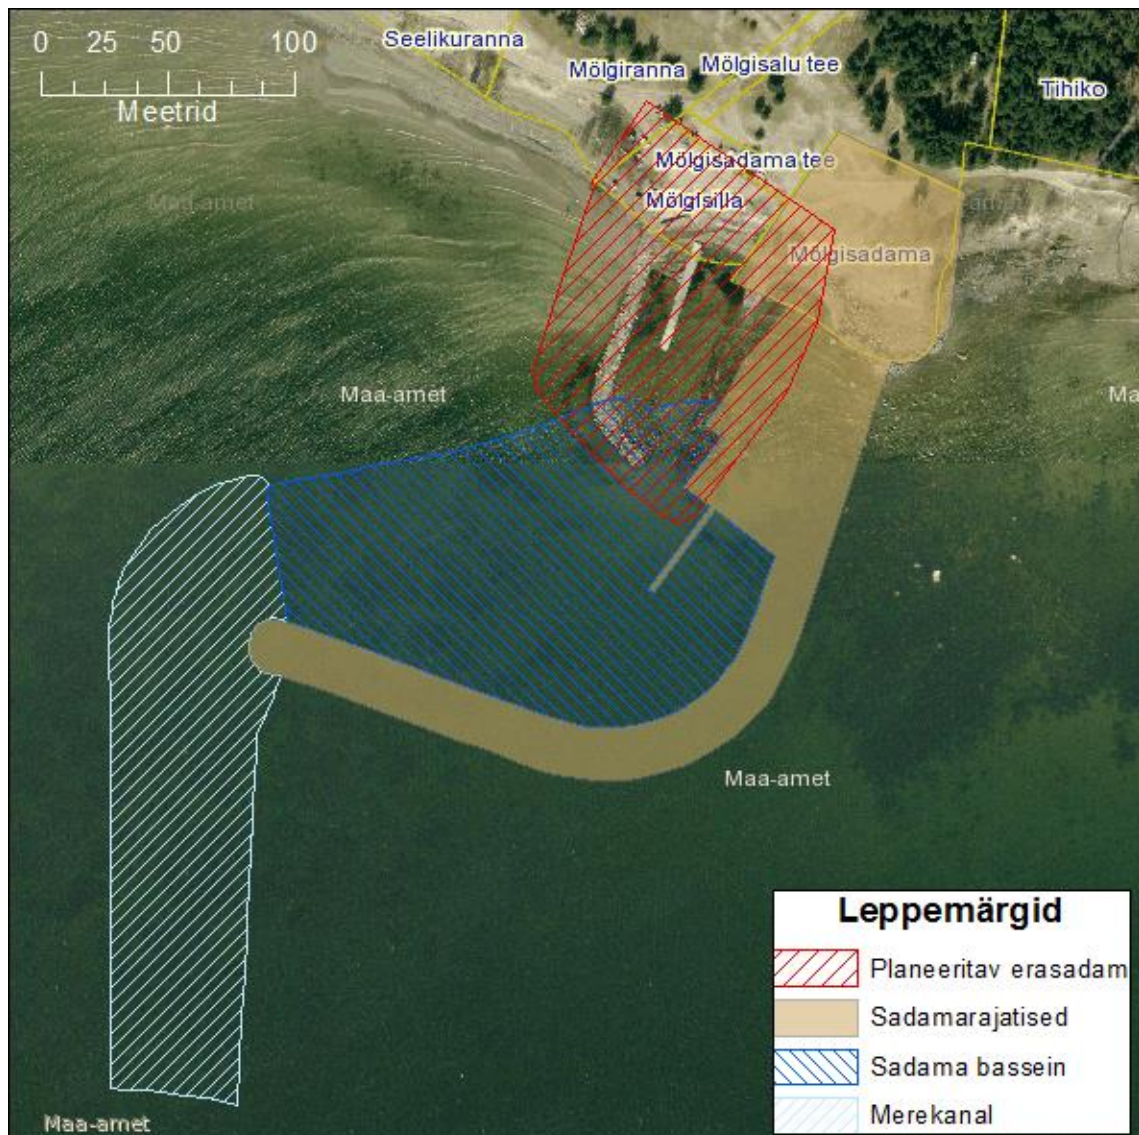 0 25 50 100
Meetrid
Seelikuranna
Mölgiranna
Mölgisalu tee
Tihiko
Mölgisadama tee
Mölgisilla
Maa-amet
Mölgisadama
Maa-amet
Maa-amet
Leppemärgid
Planeeritav erasadam
Sadamarajatised
Sadama bassein
Merekanal
Maa-amet